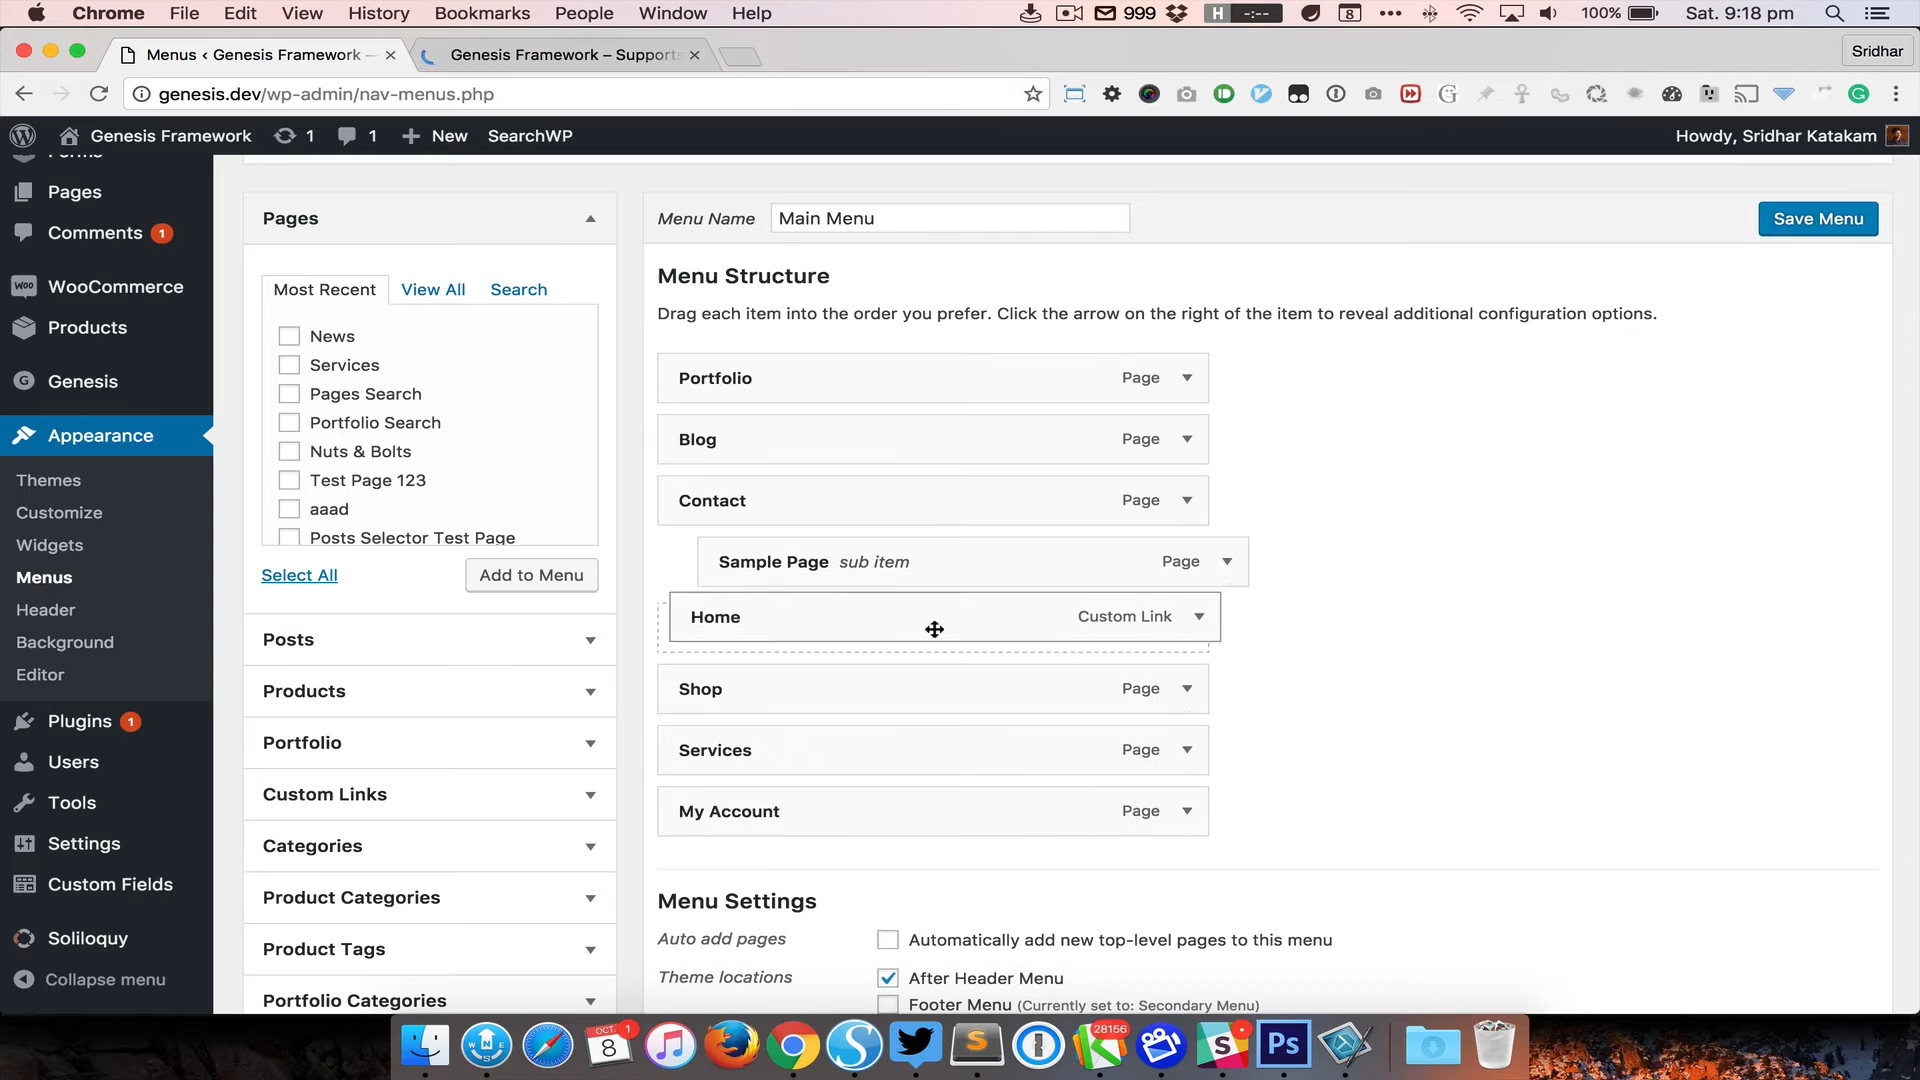 Chrome File Edit View History Bookmarks People Window Help 999 H -:-- 8 100% Sat. 9:18 pm
Menus ‹ Genesis Framework — Genesis Framework – Supports Sridhar
genesis.dev/wp-admin/nav-menus.php
Genesis Framework 1 1 New SearchWP Howdy, Sridhar Katakam
Forms
Pages
Comments 1
WooCommerce
Products
Genesis
Appearance
Themes
Customize
Widgets
Menus
Header
Background
Editor
Plugins 1
Users
Tools
Settings
Custom Fields
Soliloquy
Collapse menu
Pages
Most Recent View All Search
News
Services
Pages Search
Portfolio Search
Nuts & Bolts
Test Page 123
aaad
Posts Selector Test Page
Select All Add to Menu
Posts
Products
Portfolio
Custom Links
Categories
Product Categories
Product Tags
Portfolio Categories
Menu Name Main Menu Save Menu
Menu Structure
Drag each item into the order you prefer. Click the arrow on the right of the item to reveal additional configuration options.
Portfolio Page
Blog Page
Contact Page
Sample Page sub item Page
Home Custom Link
Shop Page
Services Page
My Account Page
Menu Settings
Auto add pages Automatically add new top-level pages to this menu
Theme locations After Header Menu
Footer Menu (Currently set to: Secondary Menu)
OCT 1
8
28156
S
S
Ps